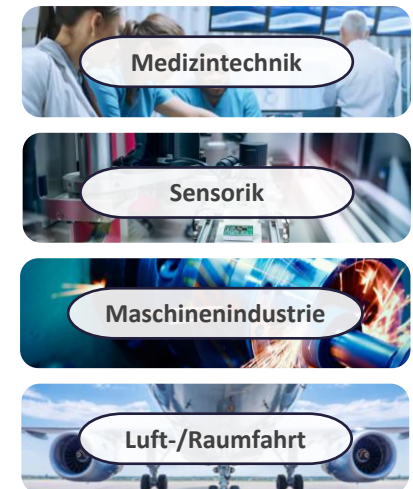 Medizintechnik
Sensorik
Maschinenindustrie
Luft-/Raumfahrt